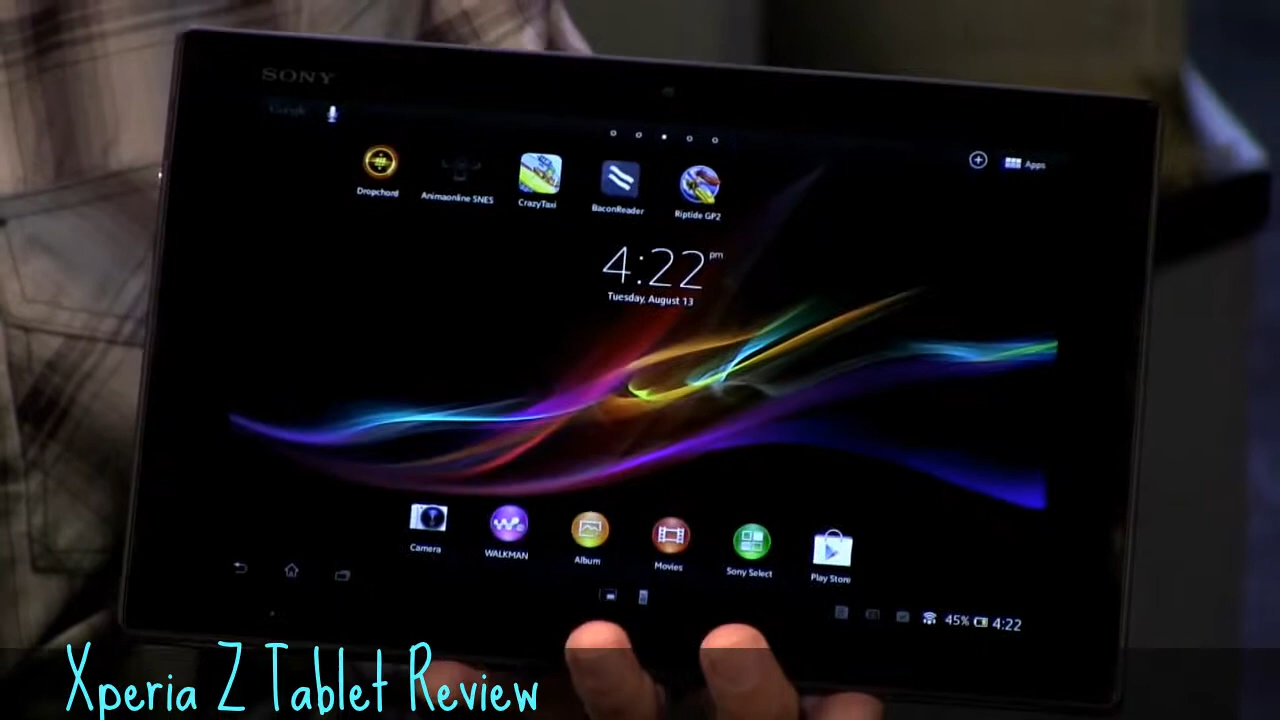 SONY
Google
Apps
Dropchord
Animaonline SNES
CrazyTaxi
BaconReader
Riptide GP2
4:22 pm
Tuesday, August 13
Camera
WALKMAN
Album
Movies
Sony Select
Play Store
45% 4:22
Xperia Z Tablet Review